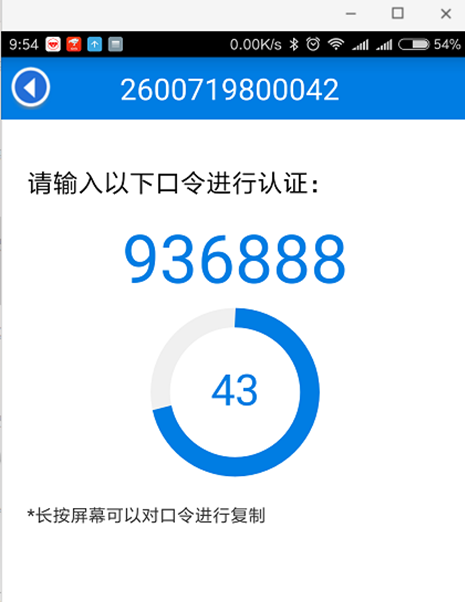 9:54 0.00K/s 54%
2600719800042
请输入以下口令进行认证：
936888
43
*长按屏幕可以对口令进行复制